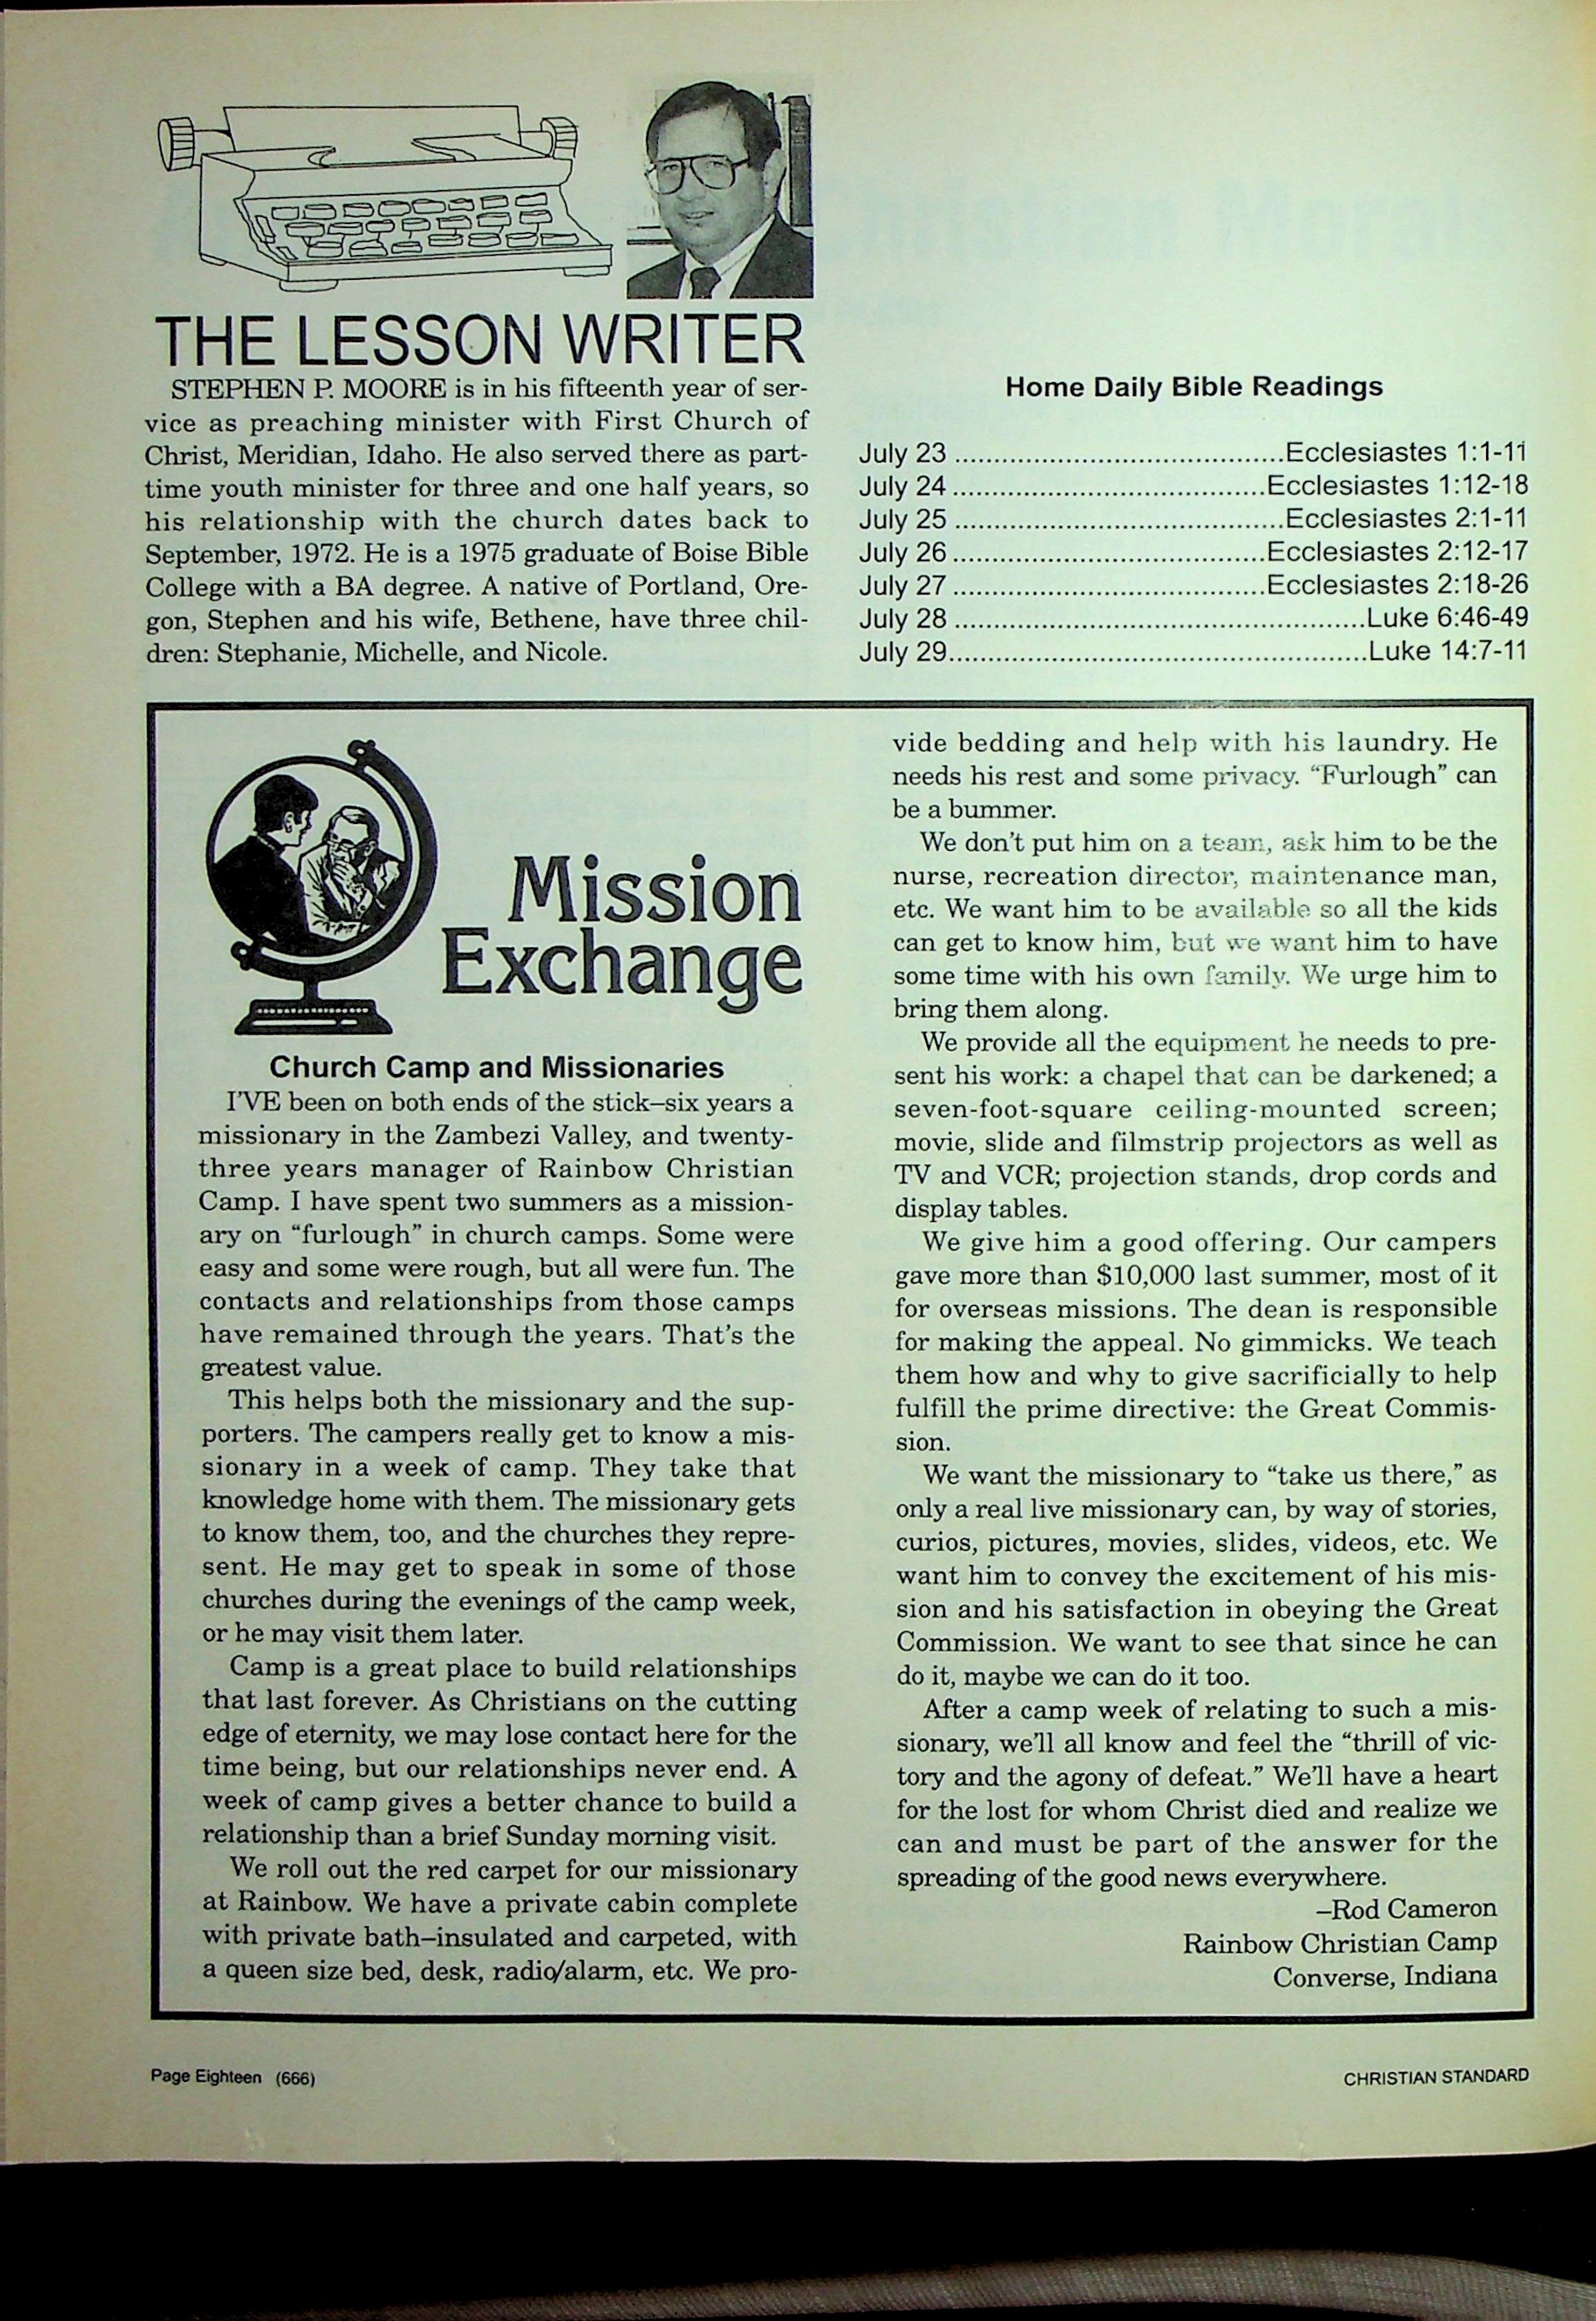 THE LESSON WRITER
STEPHEN P. MOORE is in his fifteenth year of ser-
vice as preaching minister with First Church of
Christ, Meridian, Idaho. He also served there as part-
time youth minister for three and one half years, so
his relationship with the church dates back to
September, 1972. He is a 1975 graduate of Boise Bible
College with a BA degree. A native of Portland, Ore-
gon, Stephen and his wife, Bethene, have three chil-
dren: Stephanie, Michelle, and Nicole.
Home Daily Bible Readings
July 23 ..........................................Ecclesiastes 1:1-11
July 24 ........................................Ecclesiastes 1:12-18
July 25 ..........................................Ecclesiastes 2:1-11
July 26 ........................................Ecclesiastes 2:12-17
July 27 ........................................Ecclesiastes 2:18-26
July 28 ....................................................Luke 6:46-49
July 29.....................................................Luke 14:7-11
Mission
Exchange
Church Camp and Missionaries
I'VE been on both ends of the stick–six years a
missionary in the Zambezi Valley, and twenty-
three years manager of Rainbow Christian
Camp. I have spent two summers as a mission-
ary on "furlough" in church camps. Some were
easy and some were rough, but all were fun. The
contacts and relationships from those camps
have remained through the years. That's the
greatest value.
This helps both the missionary and the sup-
porters. The campers really get to know a mis-
sionary in a week of camp. They take that
knowledge home with them. The missionary gets
to know them, too, and the churches they repre-
sent. He may get to speak in some of those
churches during the evenings of the camp week,
or he may visit them later.
Camp is a great place to build relationships
that last forever. As Christians on the cutting
edge of eternity, we may lose contact here for the
time being, but our relationships never end. A
week of camp gives a better chance to build a
relationship than a brief Sunday morning visit.
We roll out the red carpet for our missionary
at Rainbow. We have a private cabin complete
with private bath–insulated and carpeted, with
a queen size bed, desk, radio/alarm, etc. We pro-
vide bedding and help with his laundry. He
needs his rest and some privacy. "Furlough" can
be a bummer.
We don't put him on a team, ask him to be the
nurse, recreation director, maintenance man,
etc. We want him to be available so all the kids
can get to know him, but we want him to have
some time with his own family. We urge him to
bring them along.
We provide all the equipment he needs to pre-
sent his work: a chapel that can be darkened; a
seven-foot-square ceiling-mounted screen;
movie, slide and filmstrip projectors as well as
TV and VCR; projection stands, drop cords and
display tables.
We give him a good offering. Our campers
gave more than $10,000 last summer, most of it
for overseas missions. The dean is responsible
for making the appeal. No gimmicks. We teach
them how and why to give sacrificially to help
fulfill the prime directive: the Great Commis-
sion.
We want the missionary to "take us there," as
only a real live missionary can, by way of stories,
curios, pictures, movies, slides, videos, etc. We
want him to convey the excitement of his mis-
sion and his satisfaction in obeying the Great
Commission. We want to see that since he can
do it, maybe we can do it too.
After a camp week of relating to such a mis-
sionary, we'll all know and feel the "thrill of vic-
tory and the agony of defeat." We'll have a heart
for the lost for whom Christ died and realize we
can and must be part of the answer for the
spreading of the good news everywhere.
–Rod Cameron
Rainbow Christian Camp
Converse, Indiana
Page Eighteen (666)
CHRISTIAN STANDARD